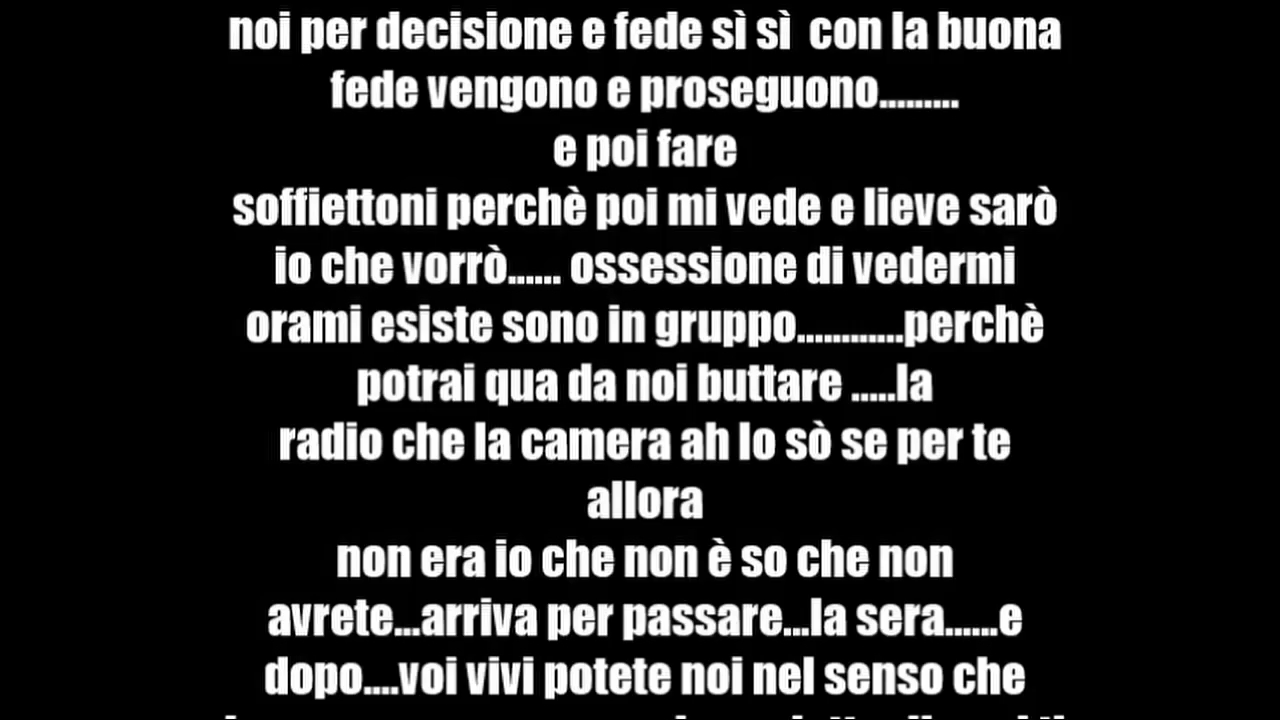 noi per decisione e fede sì sì  con la buona
fede vengono e proseguono.........
e poi fare
soffiettoni perchè poi mi vede e lieve sarò
io che vorrò...... ossessione di vedermi
orami esiste sono in gruppo............perchè
potrai qua da noi buttare .....la
radio che la camera ah lo sò se per te
allora
non era io che non è so che non
avrete...arriva per passare...la sera......e
dopo....voi vivi potete noi nel senso che